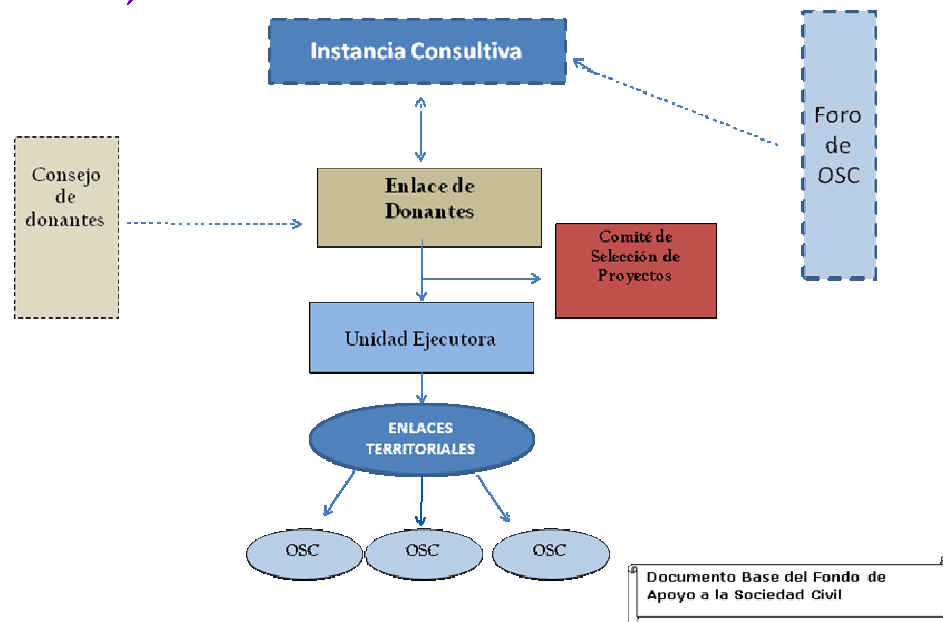 Instancia Consultiva
Foro
de
OSC
Consejo
de
donantes
Enlace de
Donantes
Comité de
Selección de
Proyectos
Unidad Ejecutora
ENLACES
TERRITORIALES
OSC
OSC
OSC
Documento Base del Fondo de
Apoyo a la Sociedad Civil